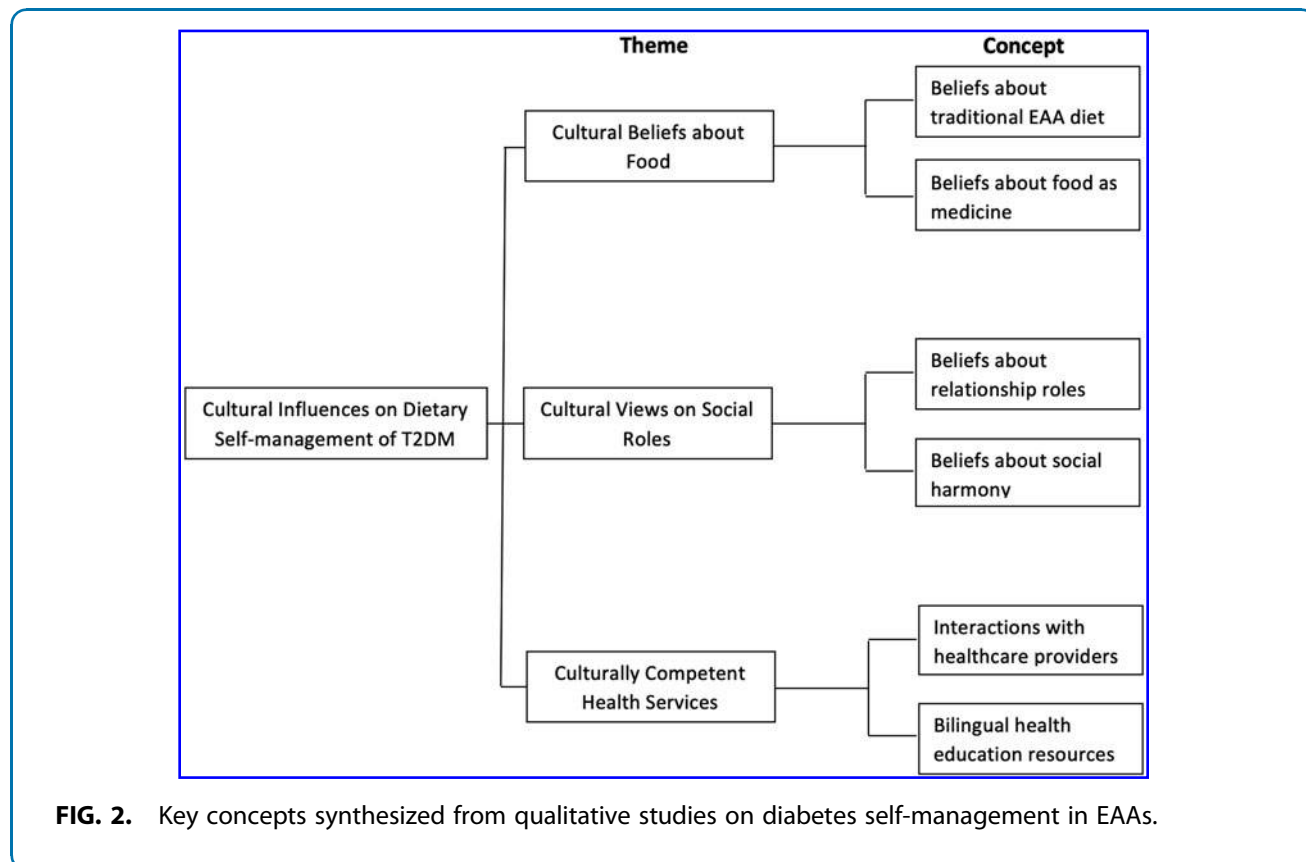 Theme
Concept
Cultural Beliefs about
Food
Beliefs about
traditional EAA diet
Beliefs about food as
medicine
Cultural Influences on Dietary
Self-management of T2DM
Cultural Views on Social
Roles
Beliefs about
relationship roles
Beliefs about social
harmony
Culturally Competent
Health Services
Interactions with
healthcare providers
Bilingual health
education resources
FIG. 2. Key concepts synthesized from qualitative studies on diabetes self-management in EAAs.